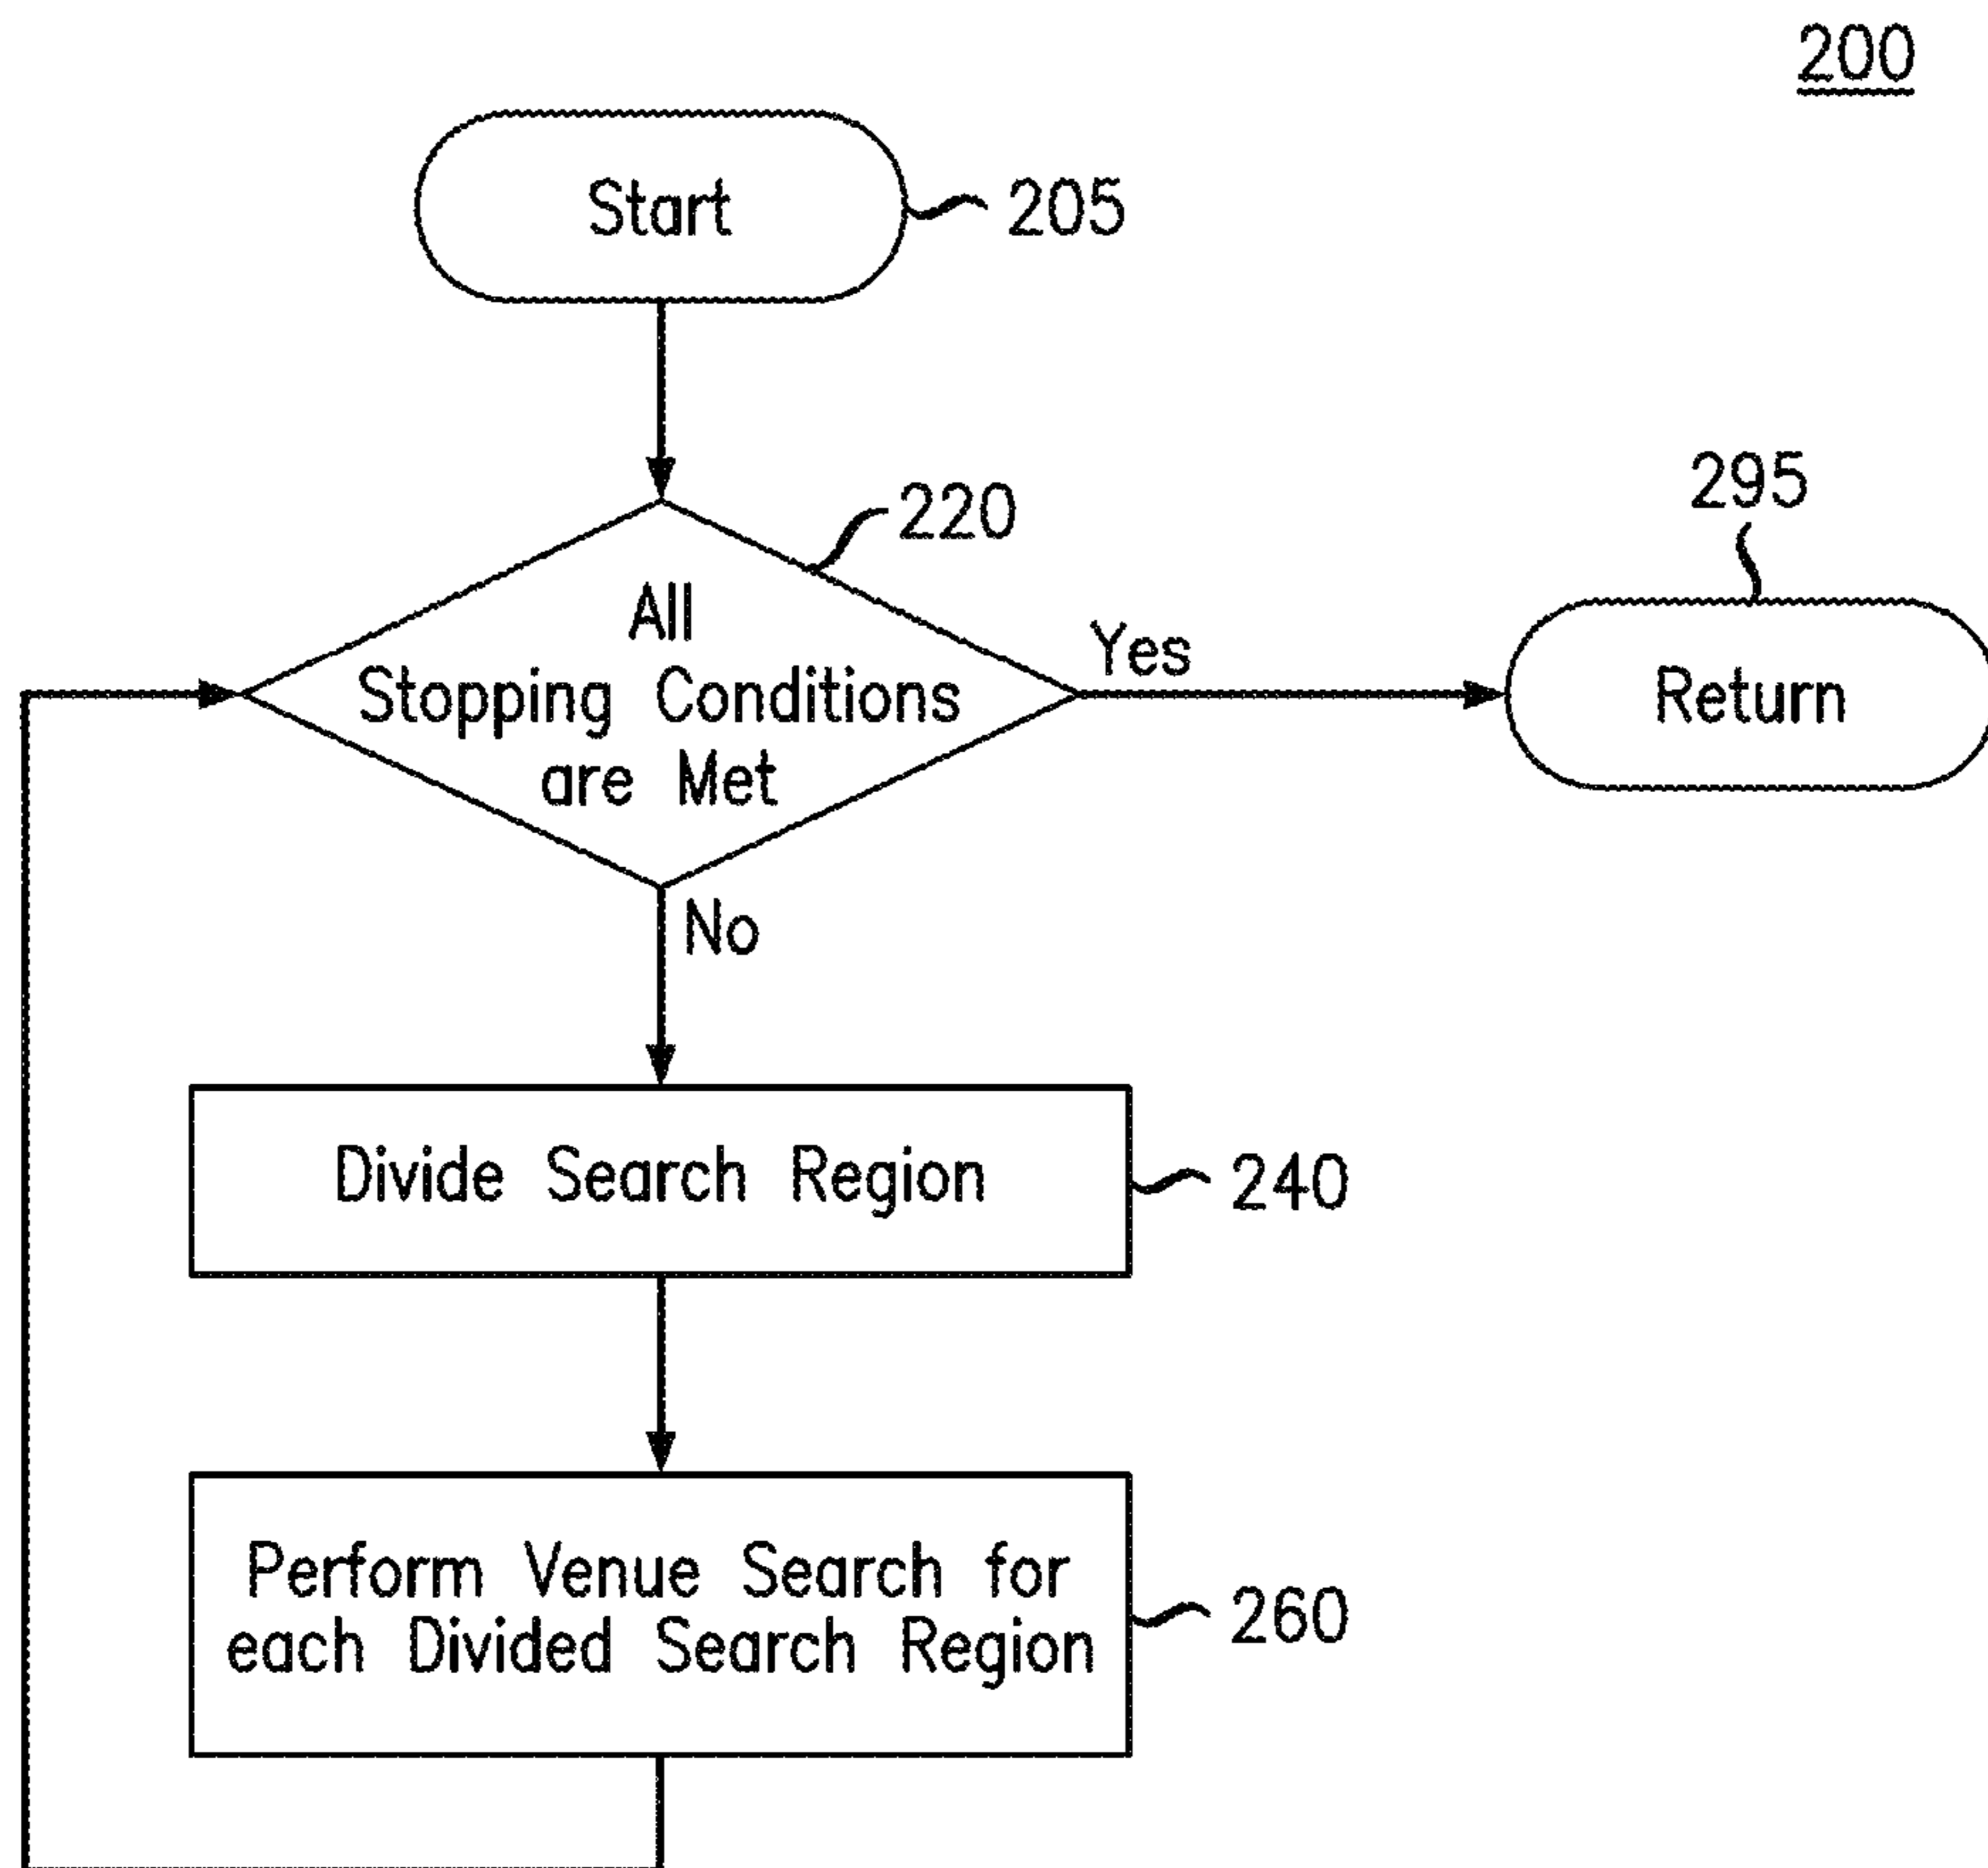 200
Start
205
220
All
Stopping Conditions
are Met
Yes
295
Return
No
Divide Search Region
240
Perform Venue Search for
each Divided Search Region
260